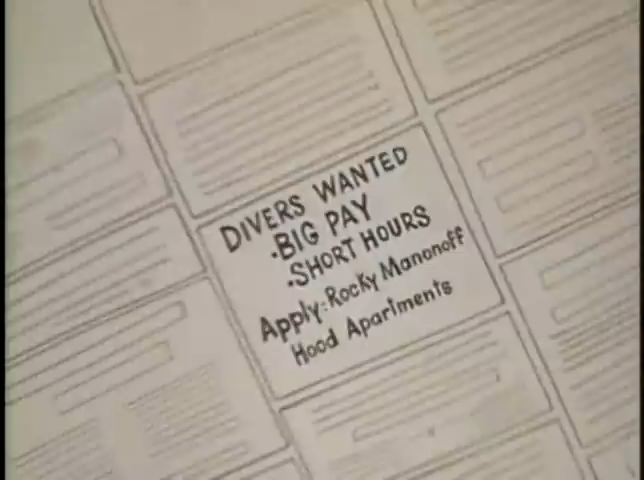 DIVERS WANTED
·BIG PAY
·SHORT HOURS
Apply: Rocky Manonoff
Hood Apartments